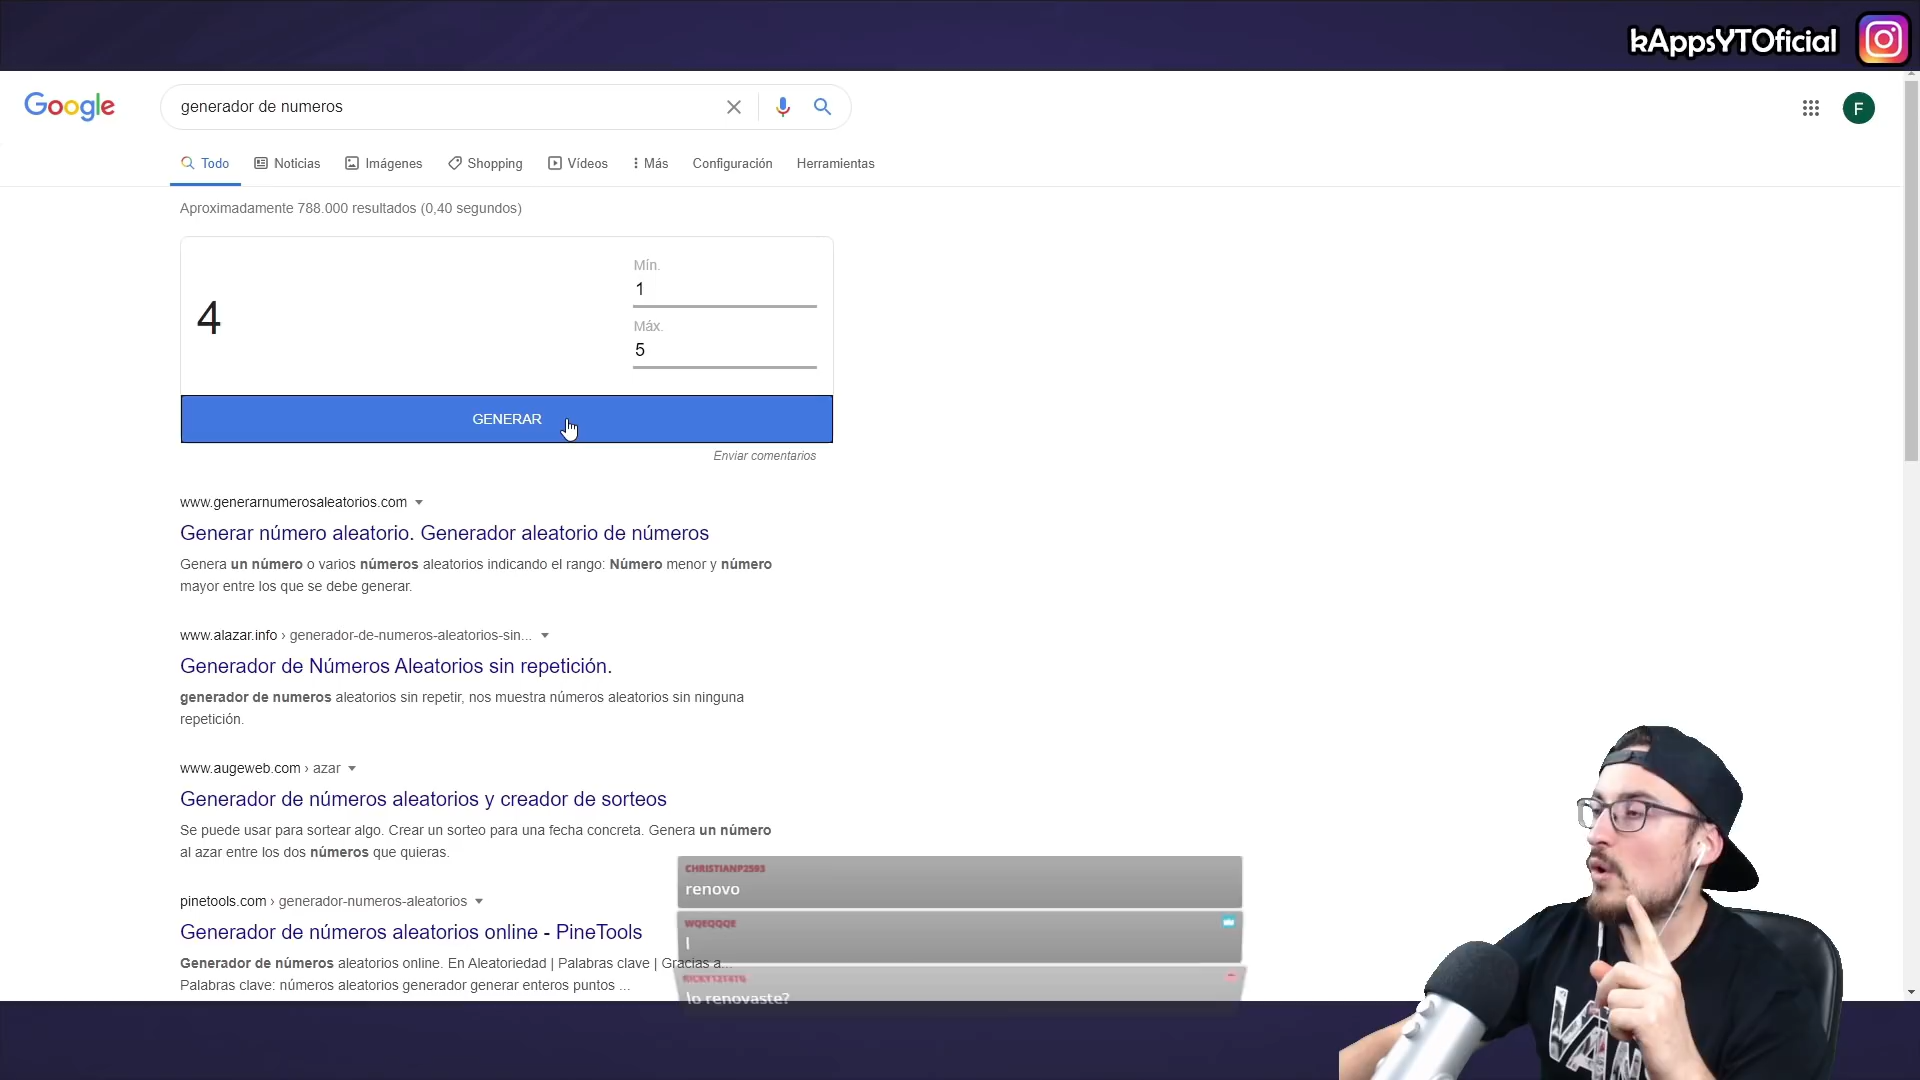 kAppsYTOficial
Google
generador de numeros
F
Todo
Noticias
Imágenes
Shopping
Vídeos
Más
Configuración
Herramientas
Aproximadamente 788.000 resultados (0,40 segundos)
Mín.
1
4
Máx.
5
GENERAR
Enviar comentarios
www.generarnumerosaleatorios.com
Generar número aleatorio. Generador aleatorio de números
Genera un número o varios números aleatorios indicando el rango: Número menor y número
mayor entre los que se debe generar.
www.alazar.info › generador-de-numeros-aleatorios-sin...
Generador de Números Aleatorios sin repetición.
generador de numeros aleatorios sin repetir, nos muestra números aleatorios sin ninguna
repetición.
www.augeweb.com › azar
Generador de números aleatorios y creador de sorteos
Se puede usar para sortear algo. Crear un sorteo para una fecha concreta. Genera un número
al azar entre los dos números que quieras.
pinetools.com › generador-numeros-aleatorios
Generador de números aleatorios online - PineTools
Generador de números aleatorios online. En Aleatoriedad | Palabras clave | Gracias a...
Palabras clave: números aleatorios generador generar enteros puntos ...
CHRISTIANP2593
renovo
WQEQQQE
l
lo renovaste?
VANS